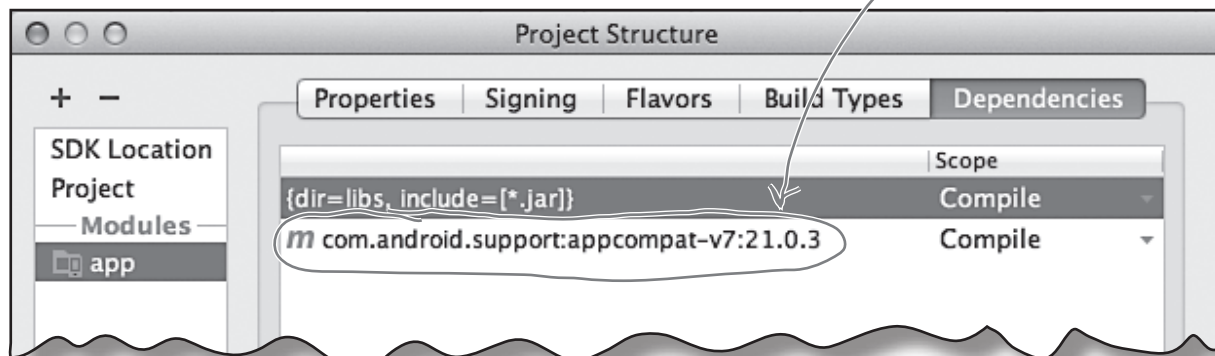 Project Structure
+ −
Properties Signing Flavors Build Types Dependencies
SDK Location
Project
Modules
app
Scope
{dir=libs, include=[*.jar]} Compile
m com.android.support:appcompat-v7:21.0.3 Compile